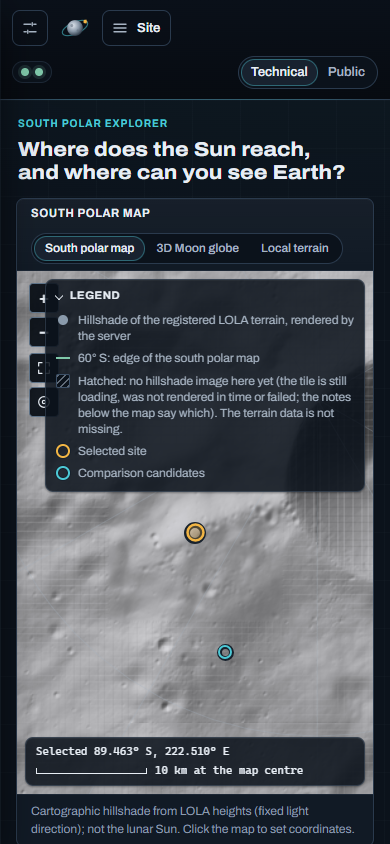 Site
Technical Public
SOUTH POLAR EXPLORER
Where does the Sun reach,
and where can you see Earth?
SOUTH POLAR MAP
South polar map 3D Moon globe Local terrain
LEGEND
Hillshade of the registered LOLA terrain, rendered by
the server
60° S: edge of the south polar map
Hatched: no hillshade image here yet (the tile is still
loading, was not rendered in time or failed; the notes
below the map say which). The terrain data is not
missing.
Selected site
Comparison candidates
Selected 89.463° S, 222.510° E
10 km at the map centre
Cartographic hillshade from LOLA heights (fixed light
direction); not the lunar Sun. Click the map to set coordinates.